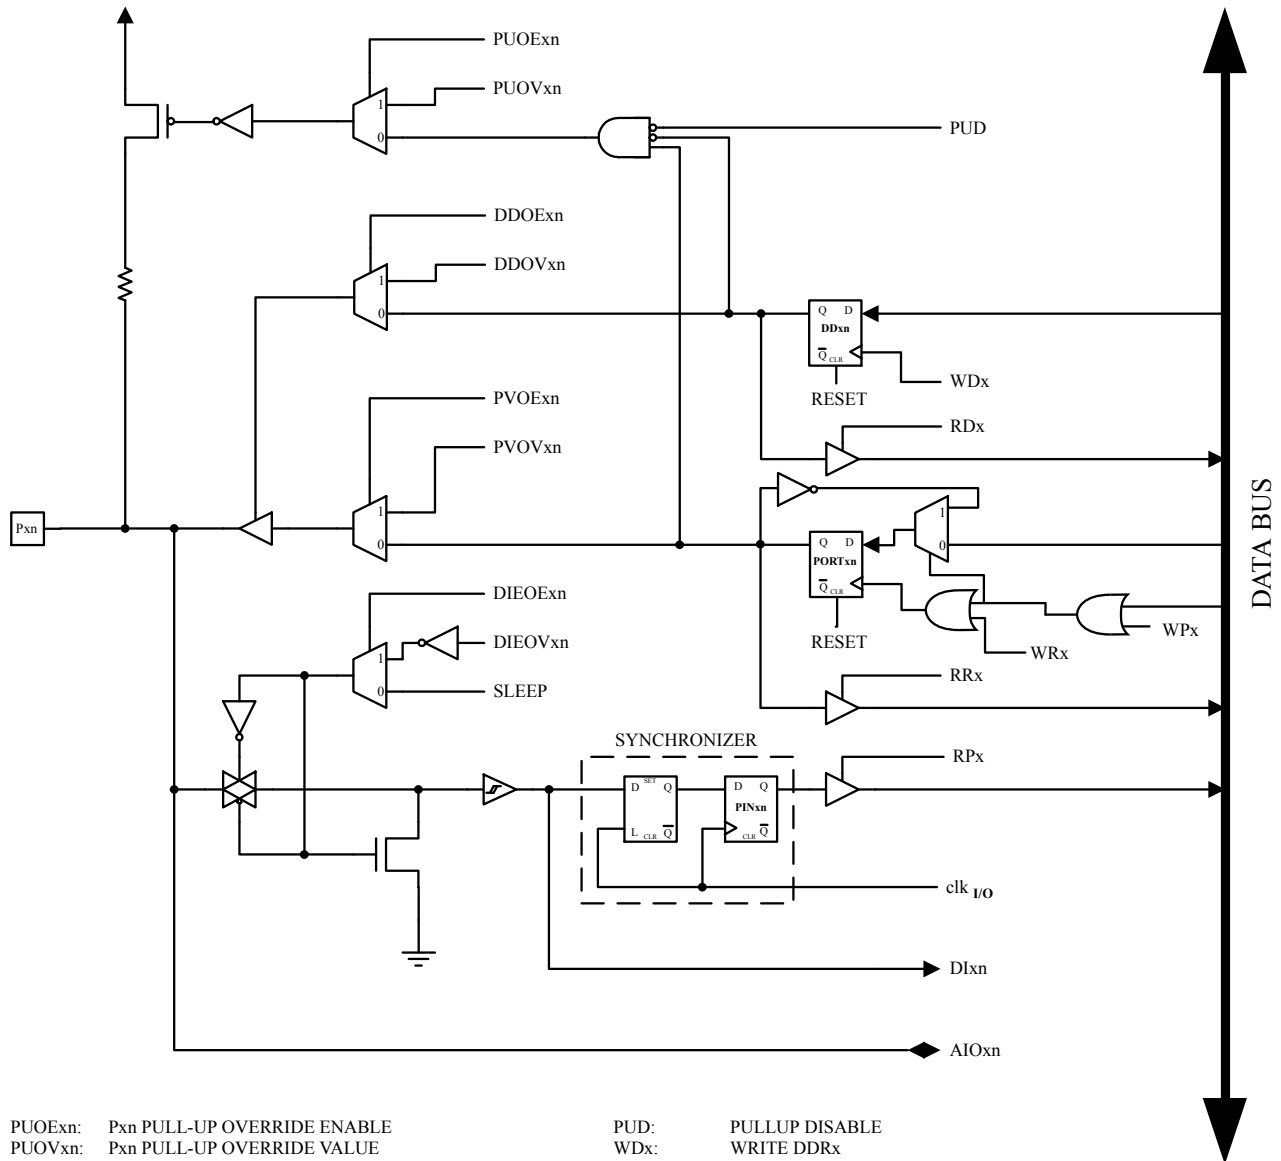 PUOExn
PUOVxn
1
0
PUD
DDOExn
DDOVxn
1
0
Q D
DDxn
Q CLR
WDx
RESET
PVOExn
RDx
PVOVxn
DATA BUS
1
0
1
0
Pxn
Q D
PORTxn
Q CLR
DIEOExn
RESET
WPx
WRx
DIEOVxn
1
0
SLEEP
RRx
SYNCHRONIZER
RPx
D SET Q
L CLR Q
D Q
PINxn
CLR Q
clk I/O
DIxn
AIOxn
PUOExn: Pxn PULL-UP OVERRIDE ENABLE
PUOVxn: Pxn PULL-UP OVERRIDE VALUE
PUD: PULLUP DISABLE
WDx: WRITE DDRx